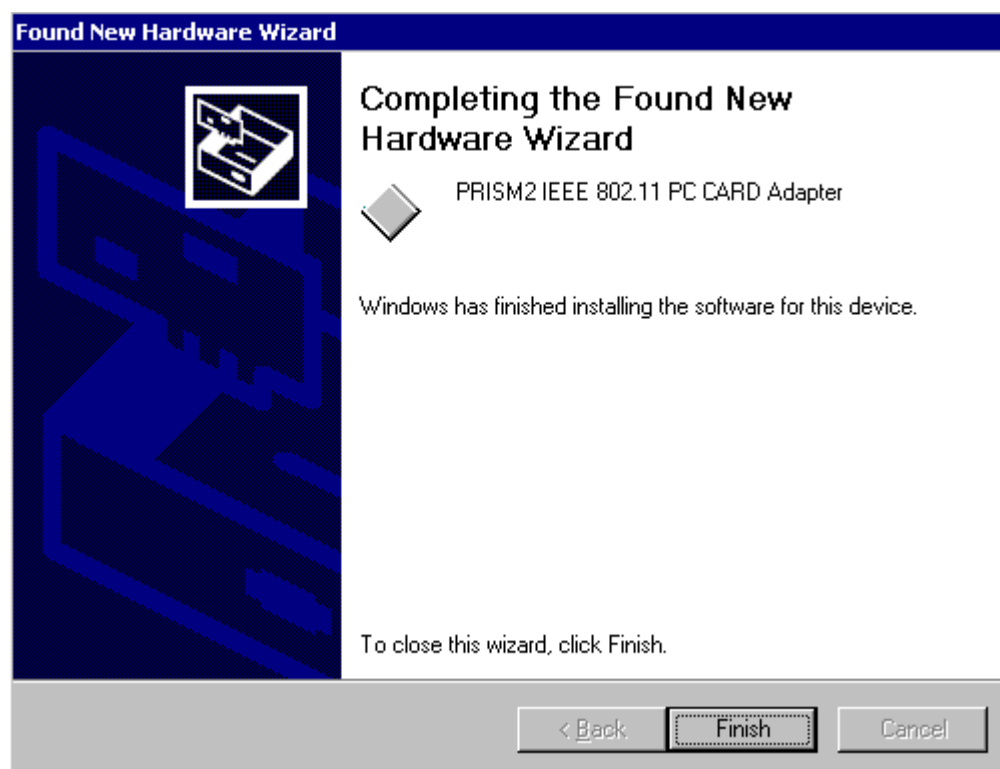 Found New Hardware Wizard
Completing the Found New
Hardware Wizard
PRISM2 IEEE 802.11 PC CARD Adapter
Windows has finished installing the software for this device.
To close this wizard, click Finish.
< Back
Finish
Cancel